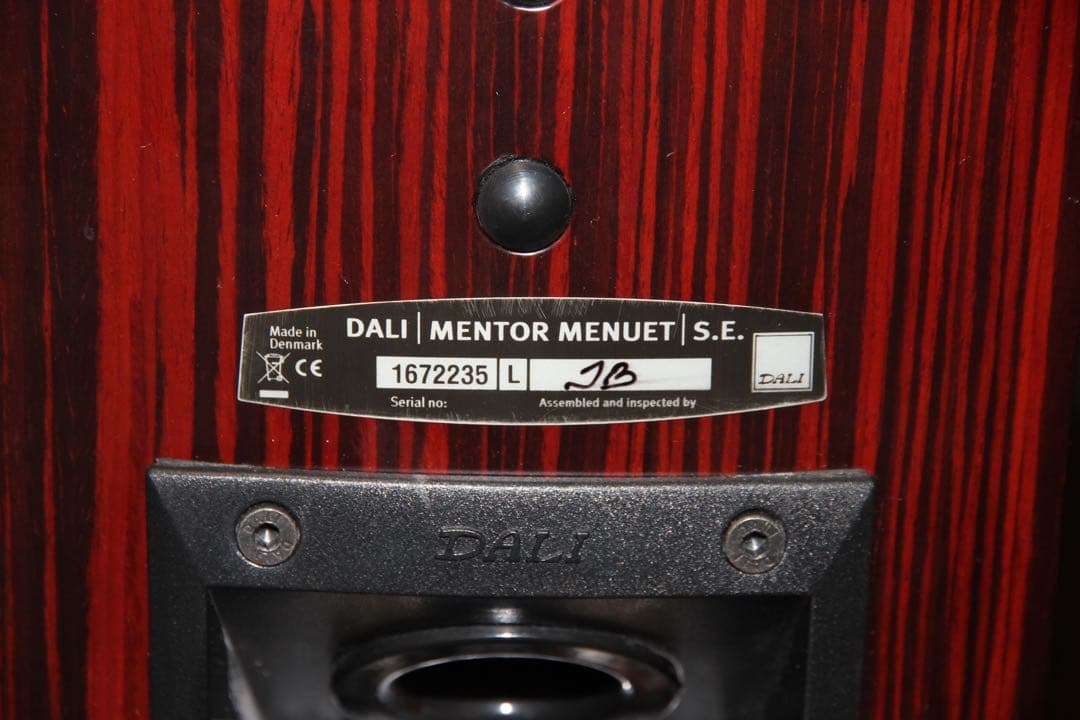 Made in
Denmark
CE
DALI | MENTOR MENUET | S.E.
1672235 L JB
Serial no: Assembled and inspected by
DALI
DALI